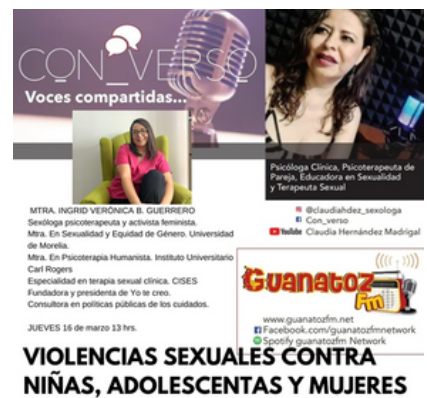 CON_VERSO
Voces compartidas...
Psicóloga Clínica, Psicoterapeuta de
Pareja, Educadora en Sexualidad
y Terapeuta Sexual
@claudiahdez_sexologa
Con_verso
YouTube Claudia Hernández Madrigal
MTRA. INGRID VERÓNICA B. GUERRERO
Sexóloga psicoterapeuta y activista feminista.
Mtra. En Sexualidad y Equidad de Género. Universidad
de Morelia.
Mtra. En Psicoterapia Humanista. Instituto Universitario
Carl Rogers
Especialidad en terapia sexual clínica. CISES
Fundadora y presidenta de Yo te creo.
Consultora en políticas públicas de los cuidados.
JUEVES 16 de marzo 13 hrs.
Guanatoz
Fm
www.guanatozfm.net
Facebook.com/guanatozfmnetwork
Spotify guanatozfm Network
VIOLENCIAS SEXUALES CONTRA
NIÑAS, ADOLESCENTAS Y MUJERES